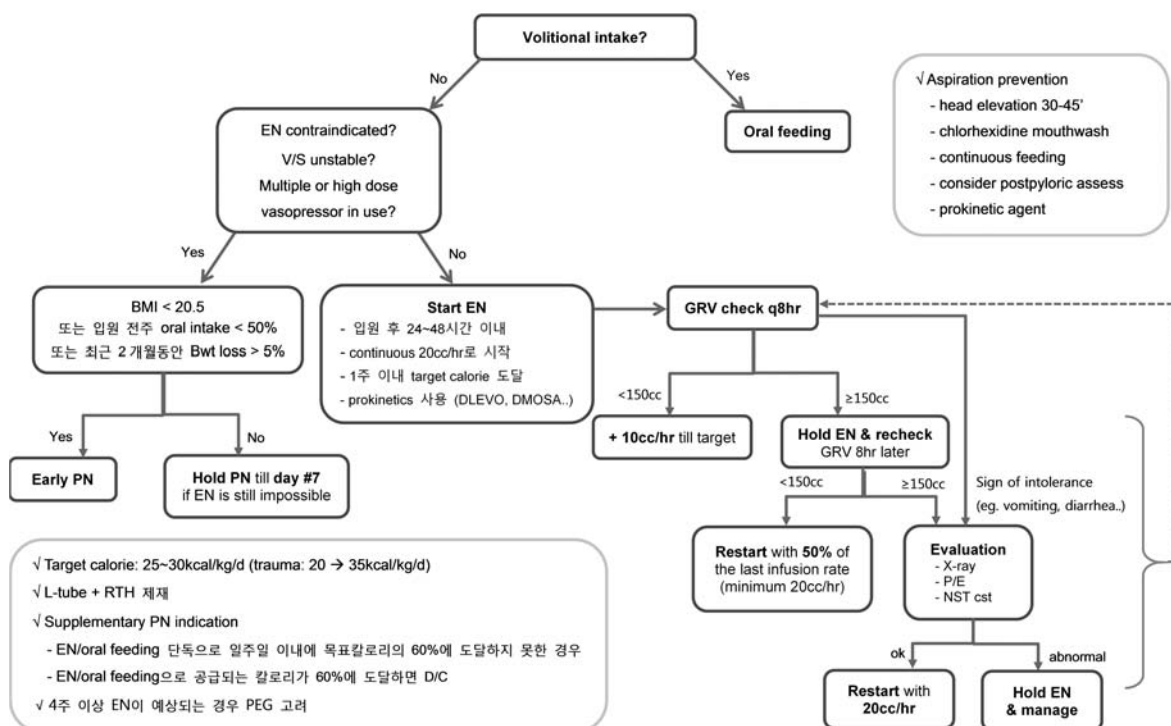 Volitional intake?
No
Yes
Oral feeding
√ Aspiration prevention
- head elevation 30-45'
- chlorhexidine mouthwash
- continuous feeding
- consider postpyloric assess
- prokinetic agent
EN contraindicated?
V/S unstable?
Multiple or high dose
vasopressor in use?
Yes
No
BMI < 20.5
또는 입원 전주 oral intake < 50%
또는 최근 2개월동안 Bwt loss > 5%
Start EN
- 입원 후 24~48시간 이내
- continuous 20cc/hr로 시작
- 1주 이내 target calorie 도달
- prokinetics 사용 (DLEVO, DMOSA..)
GRV check q8hr
<150cc
≥150cc
Yes
No
Early PN
Hold PN till day #7
if EN is still impossible
+ 10cc/hr till target
Hold EN & recheck
GRV 8hr later
<150cc
≥150cc
Sign of intolerance
(eg. vomiting, diarrhea..)
Restart with 50% of
the last infusion rate
(minimum 20cc/hr)
Evaluation
- X-ray
- P/E
- NST cst
ok
abnormal
Restart with
20cc/hr
Hold EN
& manage
√ Target calorie: 25~30kcal/kg/d (trauma: 20 → 35kcal/kg/d)
√ L-tube + RTH 제재
√ Supplementary PN indication
- EN/oral feeding 단독으로 일주일 이내에 목표칼로리의 60%에 도달하지 못한 경우
- EN/oral feeding으로 공급되는 칼로리가 60%에 도달하면 D/C
√ 4주 이상 EN이 예상되는 경우 PEG 고려